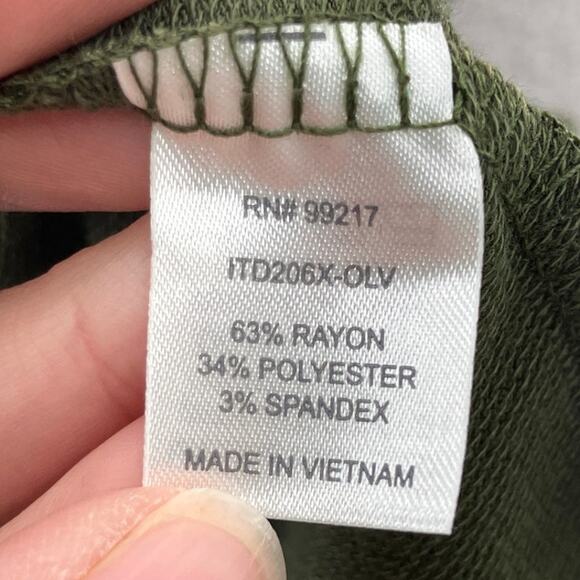 RN# 99217
ITD206X-OLV
63% RAYON
34% POLYESTER
3% SPANDEX
MADE IN VIETNAM